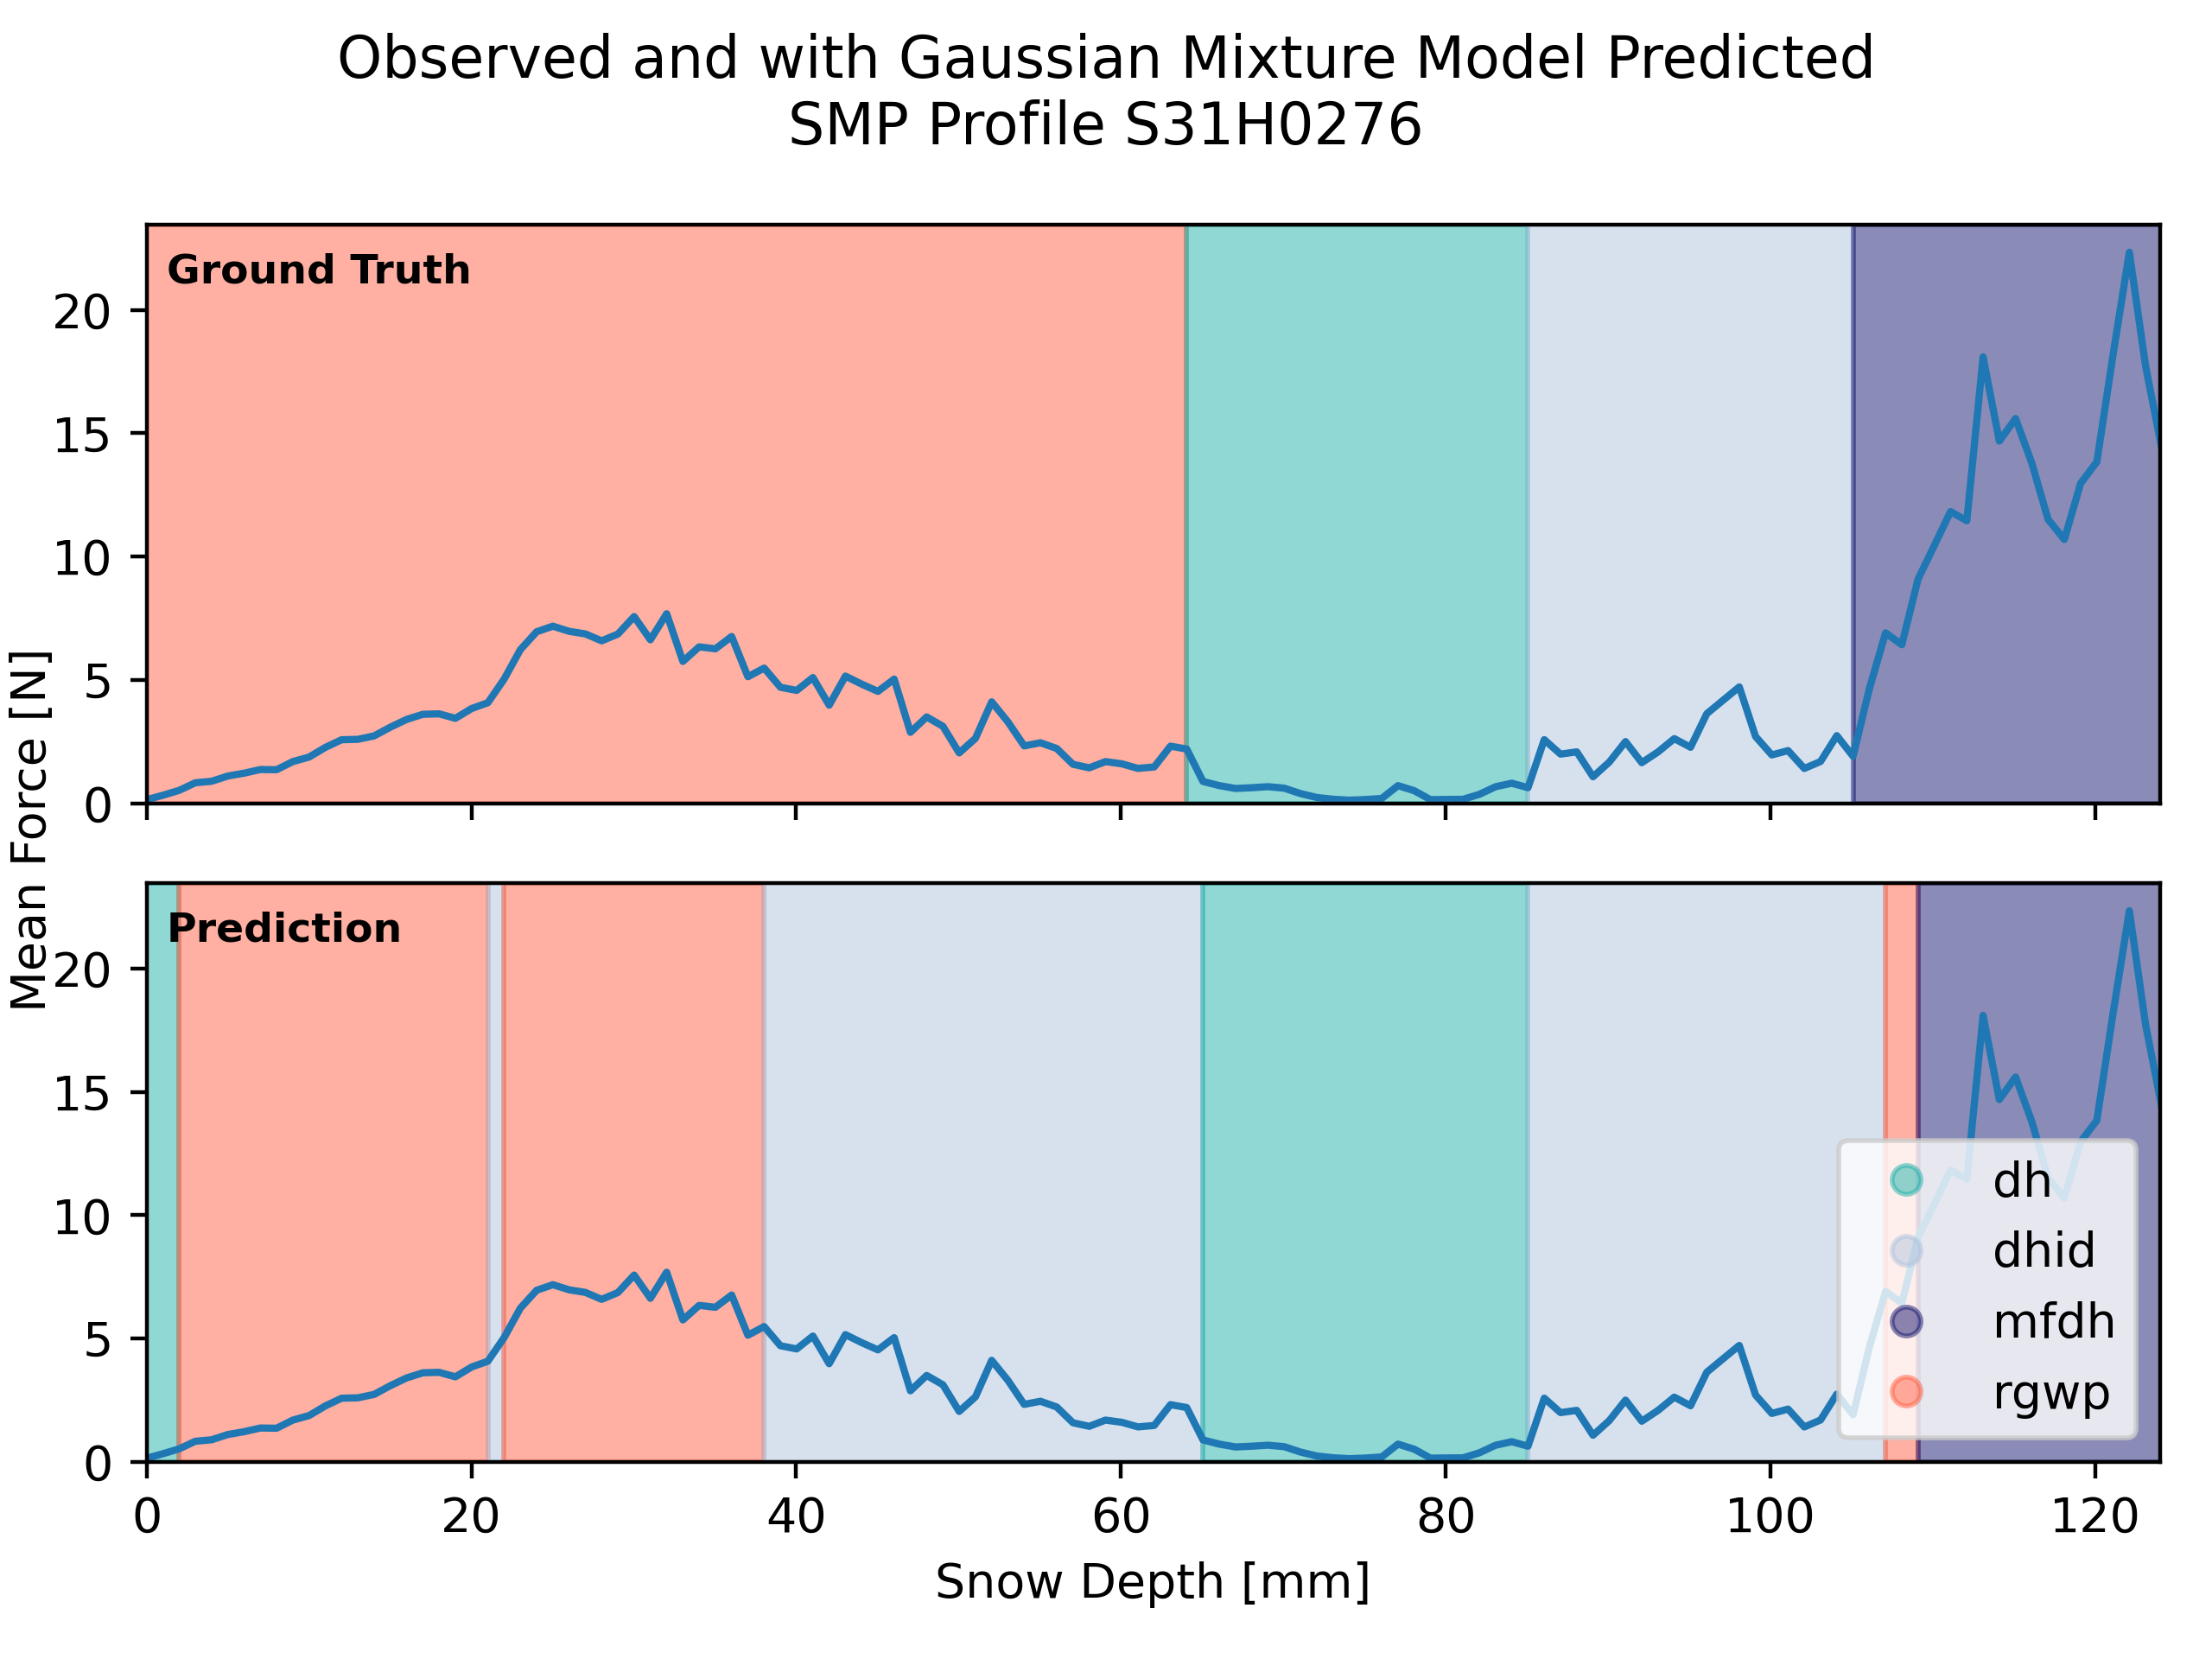 Observed and with Gaussian Mixture Model Predicted
SMP Profile S31H0276
Ground Truth
20
15
10
5
0
Mean Force [N]
Prediction
20
15
10
5
0
dh
dhid
mfdh
rgwp
0 20 40 60 80 100 120
Snow Depth [mm]